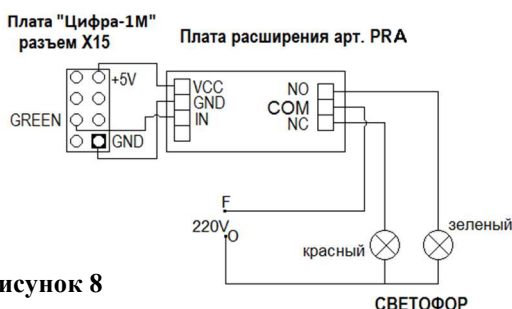 Плата "Цифра-1М"
разъем X15
Плата расширения арт. PRA
+5V
GREEN
GND
VCC
GND
IN
NO
COM
NC
F
220V
O
красный
зеленый
исунок 8
СВЕТОФОР